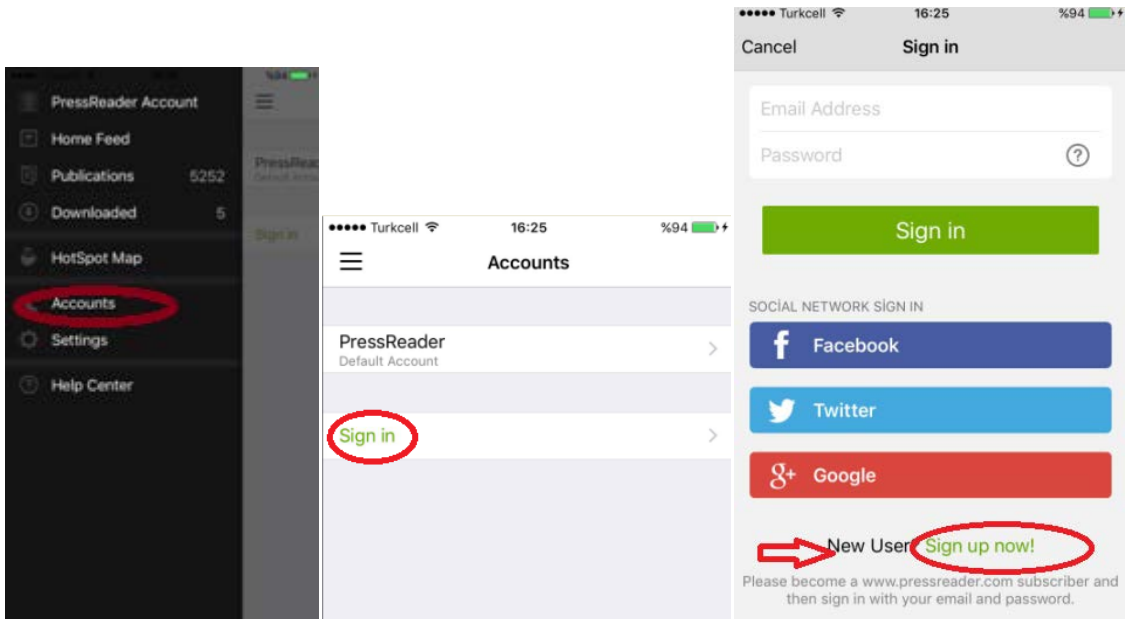 %94
PressReader Account
Home Feed
Publications 5252
Downloaded 5
HotSpot Map
Accounts
Settings
Help Center
Sign in
Turkcell 16:25 %94
Accounts
PressReader
Default Account
Sign in
Turkcell 16:25 %94
Cancel Sign in
Email Address
Password ?
Sign in
SOCİAL NETWORK SİGN IN
f Facebook
Twitter
g+ Google
New User Sign up now!
Please become a www.pressreader.com subscriber and
then sign in with your email and password.